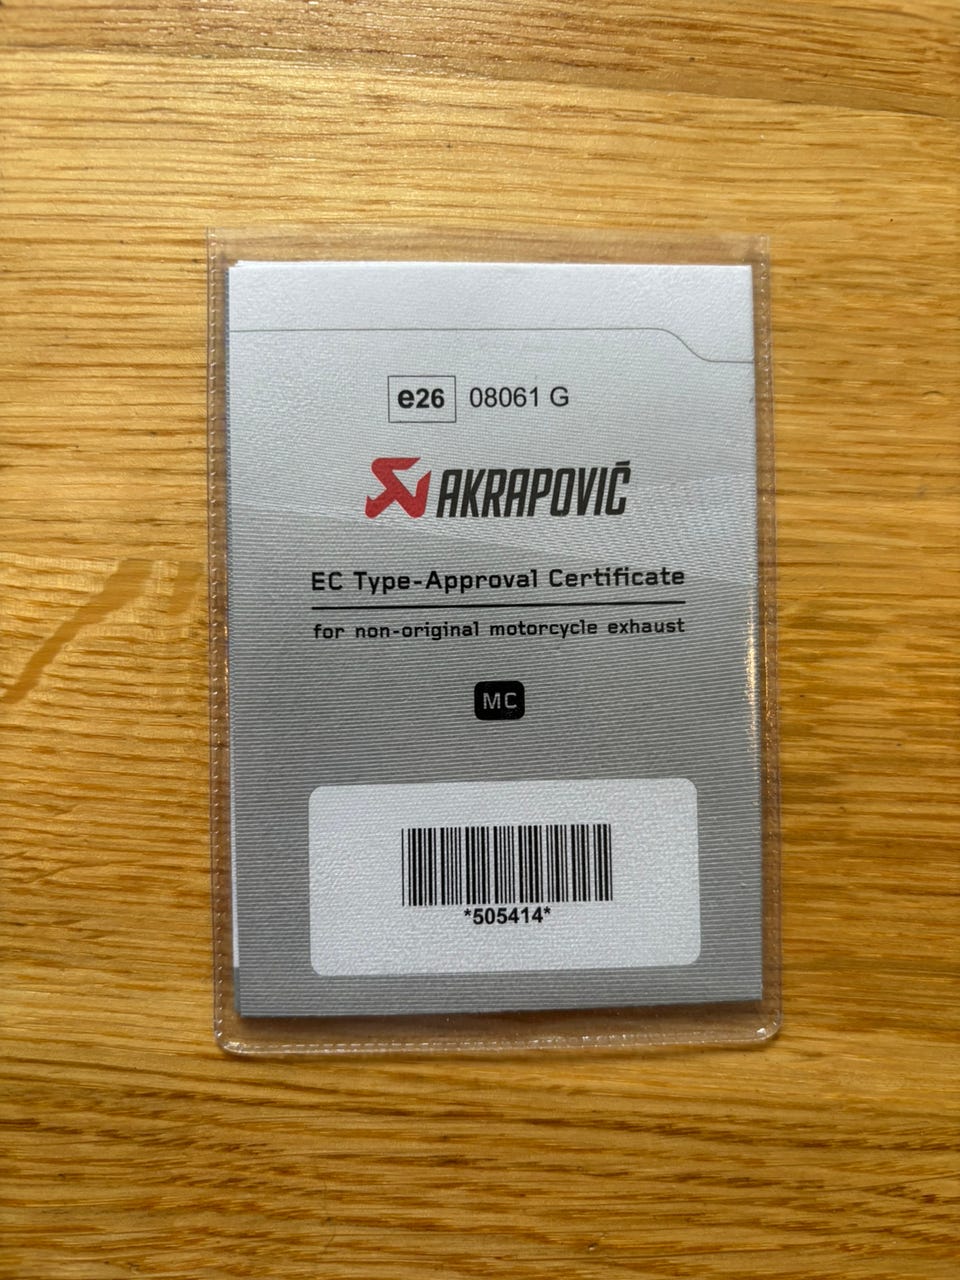 e26 08061 G
AKRAPOVIČ
EC Type-Approval Certificate
for non-original motorcycle exhaust
MC
*505414*